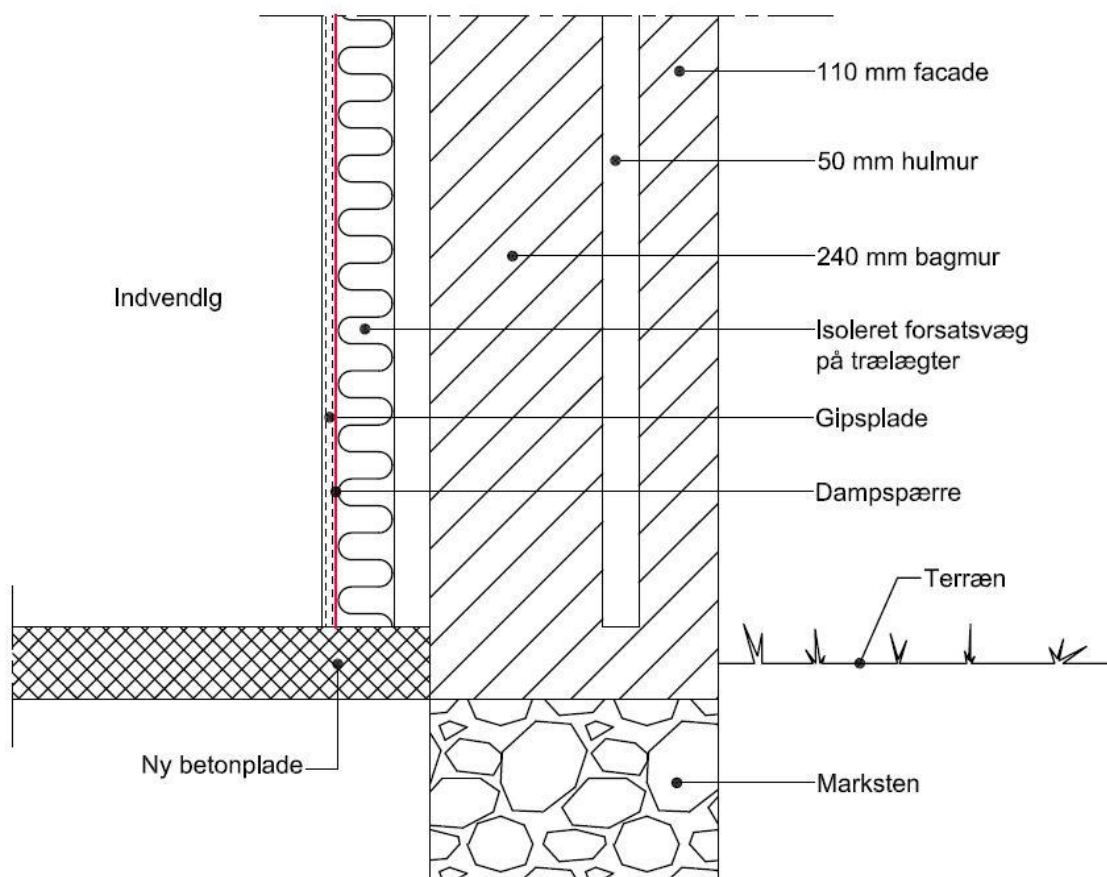 110 mm facade
50 mm hulmur
240 mm bagmur
Indvendlg
Isoleret forsatsvæg
på trælægter
Gipsplade
Dampspærre
Terræn
Ny betonplade
Marksten